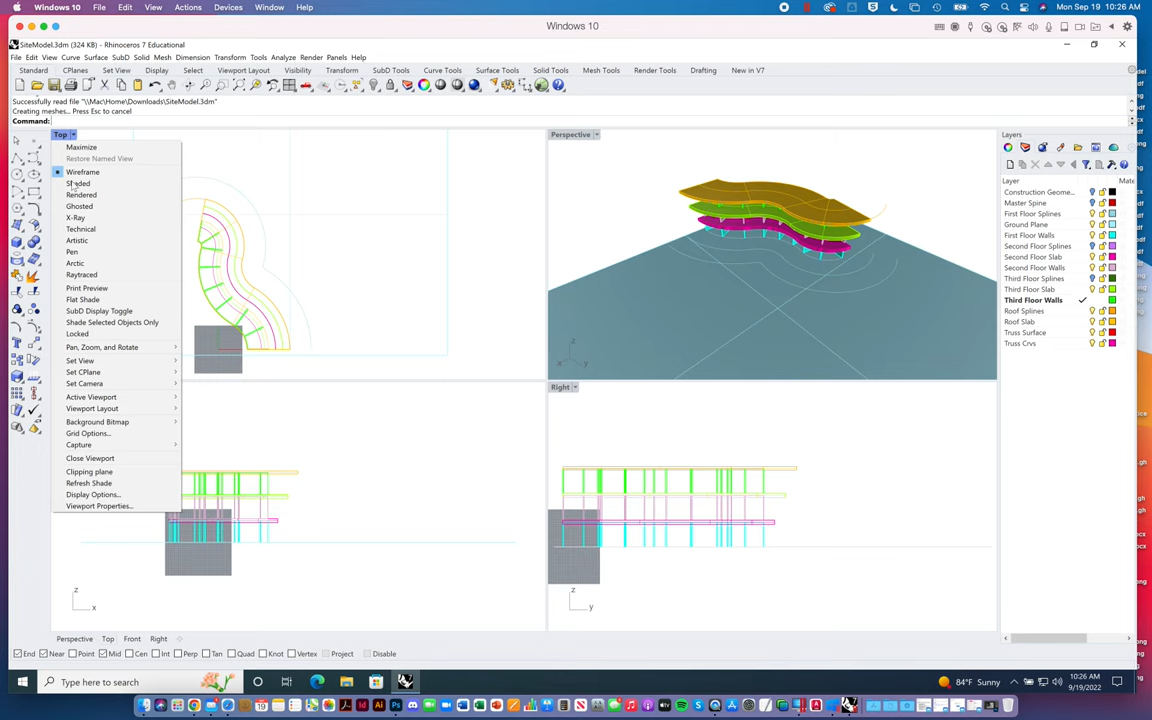 Windows 10 File Edit View Actions Devices Window Help Mon Sep 19 10:26 AM
Windows 10
SiteModel.3dm (324 KB) - Rhinoceros 7 Educational
File Edit View Curve Surface SubD Solid Mesh Dimension Transform Tools Analyze Render Panels Help
Standard CPlanes Set View Display Select Viewport Layout Visibility Transform SubD Tools Curve Tools Surface Tools Solid Tools Mesh Tools Render Tools Drafting New in V7
Successfully read file "\\Mac\Home\Downloads\SiteModel.3dm"
Creating meshes... Press Esc to cancel
Command:
Top
Maximize
Restore Named View
Wireframe
Shaded
Rendered
Ghosted
X-Ray
Technical
Artistic
Pen
Arctic
Raytraced
Print Preview
Flat Shade
SubD Display Toggle
Shade Selected Objects Only
Locked
Pan, Zoom, and Rotate
Set View
Set CPlane
Set Camera
Active Viewport
Viewport Layout
Background Bitmap
Grid Options...
Capture
Close Viewport
Clipping plane
Refresh Shade
Display Options...
Viewport Properties...
Perspective
z
x y
Right
z
x
z
y
Layers
Layer Mate
Construction Geome...
Master Spine
First Floor Splines
Ground Plane
First Floor Walls
Second Floor Splines
Second Floor Slab
Second Floor Walls
Third Floor Splines
Third Floor Slab
Third Floor Walls
Roof Splines
Roof Slab
Truss Surface
Truss Crvs
Perspective Top Front Right
End Near Point Mid Cen Int Perp Tan Quad Knot Vertex Project Disable
Type here to search
84°F Sunny
10:26 AM
9/19/2022